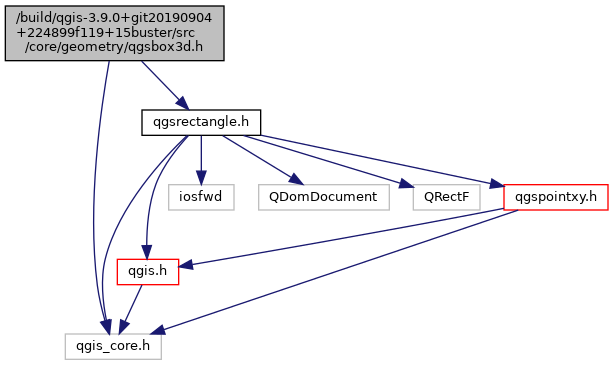 /build/qgis-3.9.0+git20190904
+224899f119+15buster/src
/core/geometry/qgsbox3d.h
qgsrectangle.h
iosfwd
QDomDocument
QRectF
qgspointxy.h
qgis.h
qgis_core.h